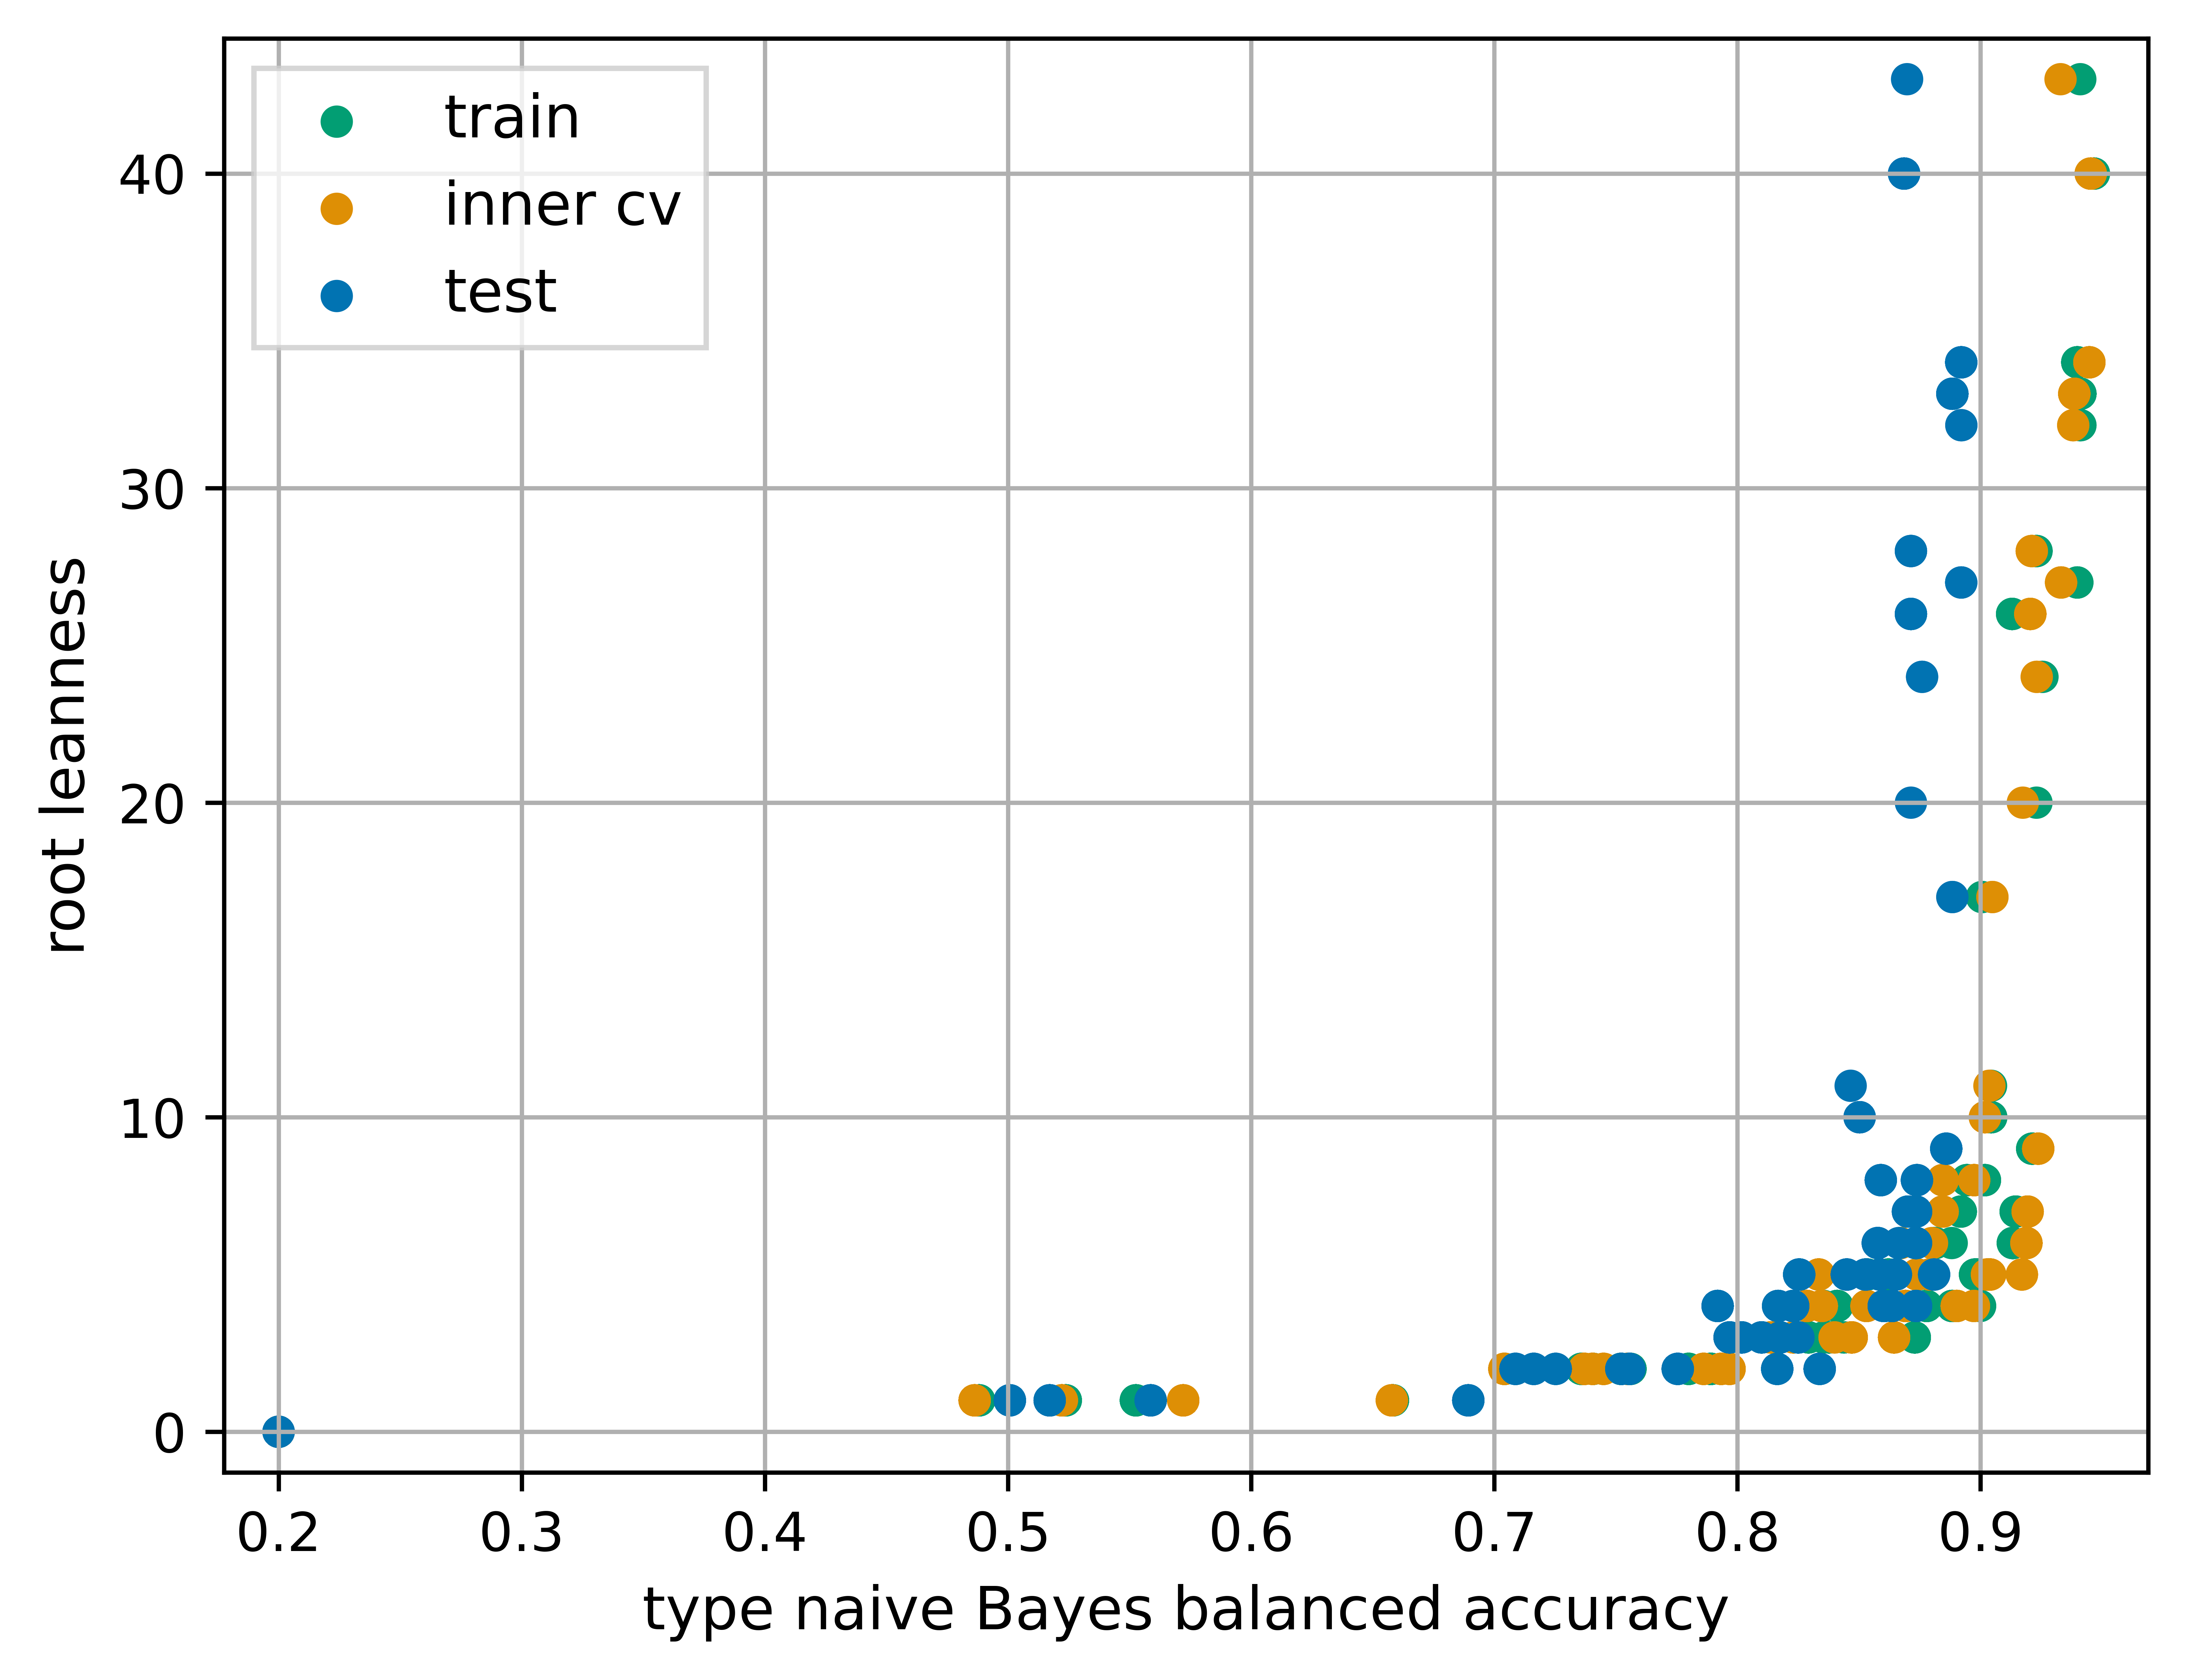 train
inner cv
test
40
30
20
10
0
root leanness
0.2 0.3 0.4 0.5 0.6 0.7 0.8 0.9
type naive Bayes balanced accuracy